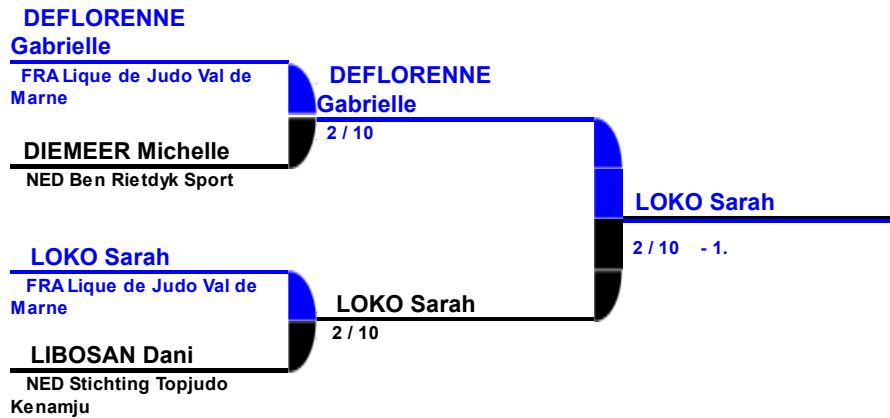 DEFLORENNE
Gabrielle
FRA Lique de Judo Val de
Marne
DIEMEER Michelle
NED Ben Rietdyk Sport
LOKO Sarah
FRA Lique de Judo Val de
Marne
LIBOSAN Dani
NED Stichting Topjudo
Kenamju
DEFLORENNE
Gabrielle
2 / 10
LOKO Sarah
2 / 10
LOKO Sarah
2 / 10 - 1.